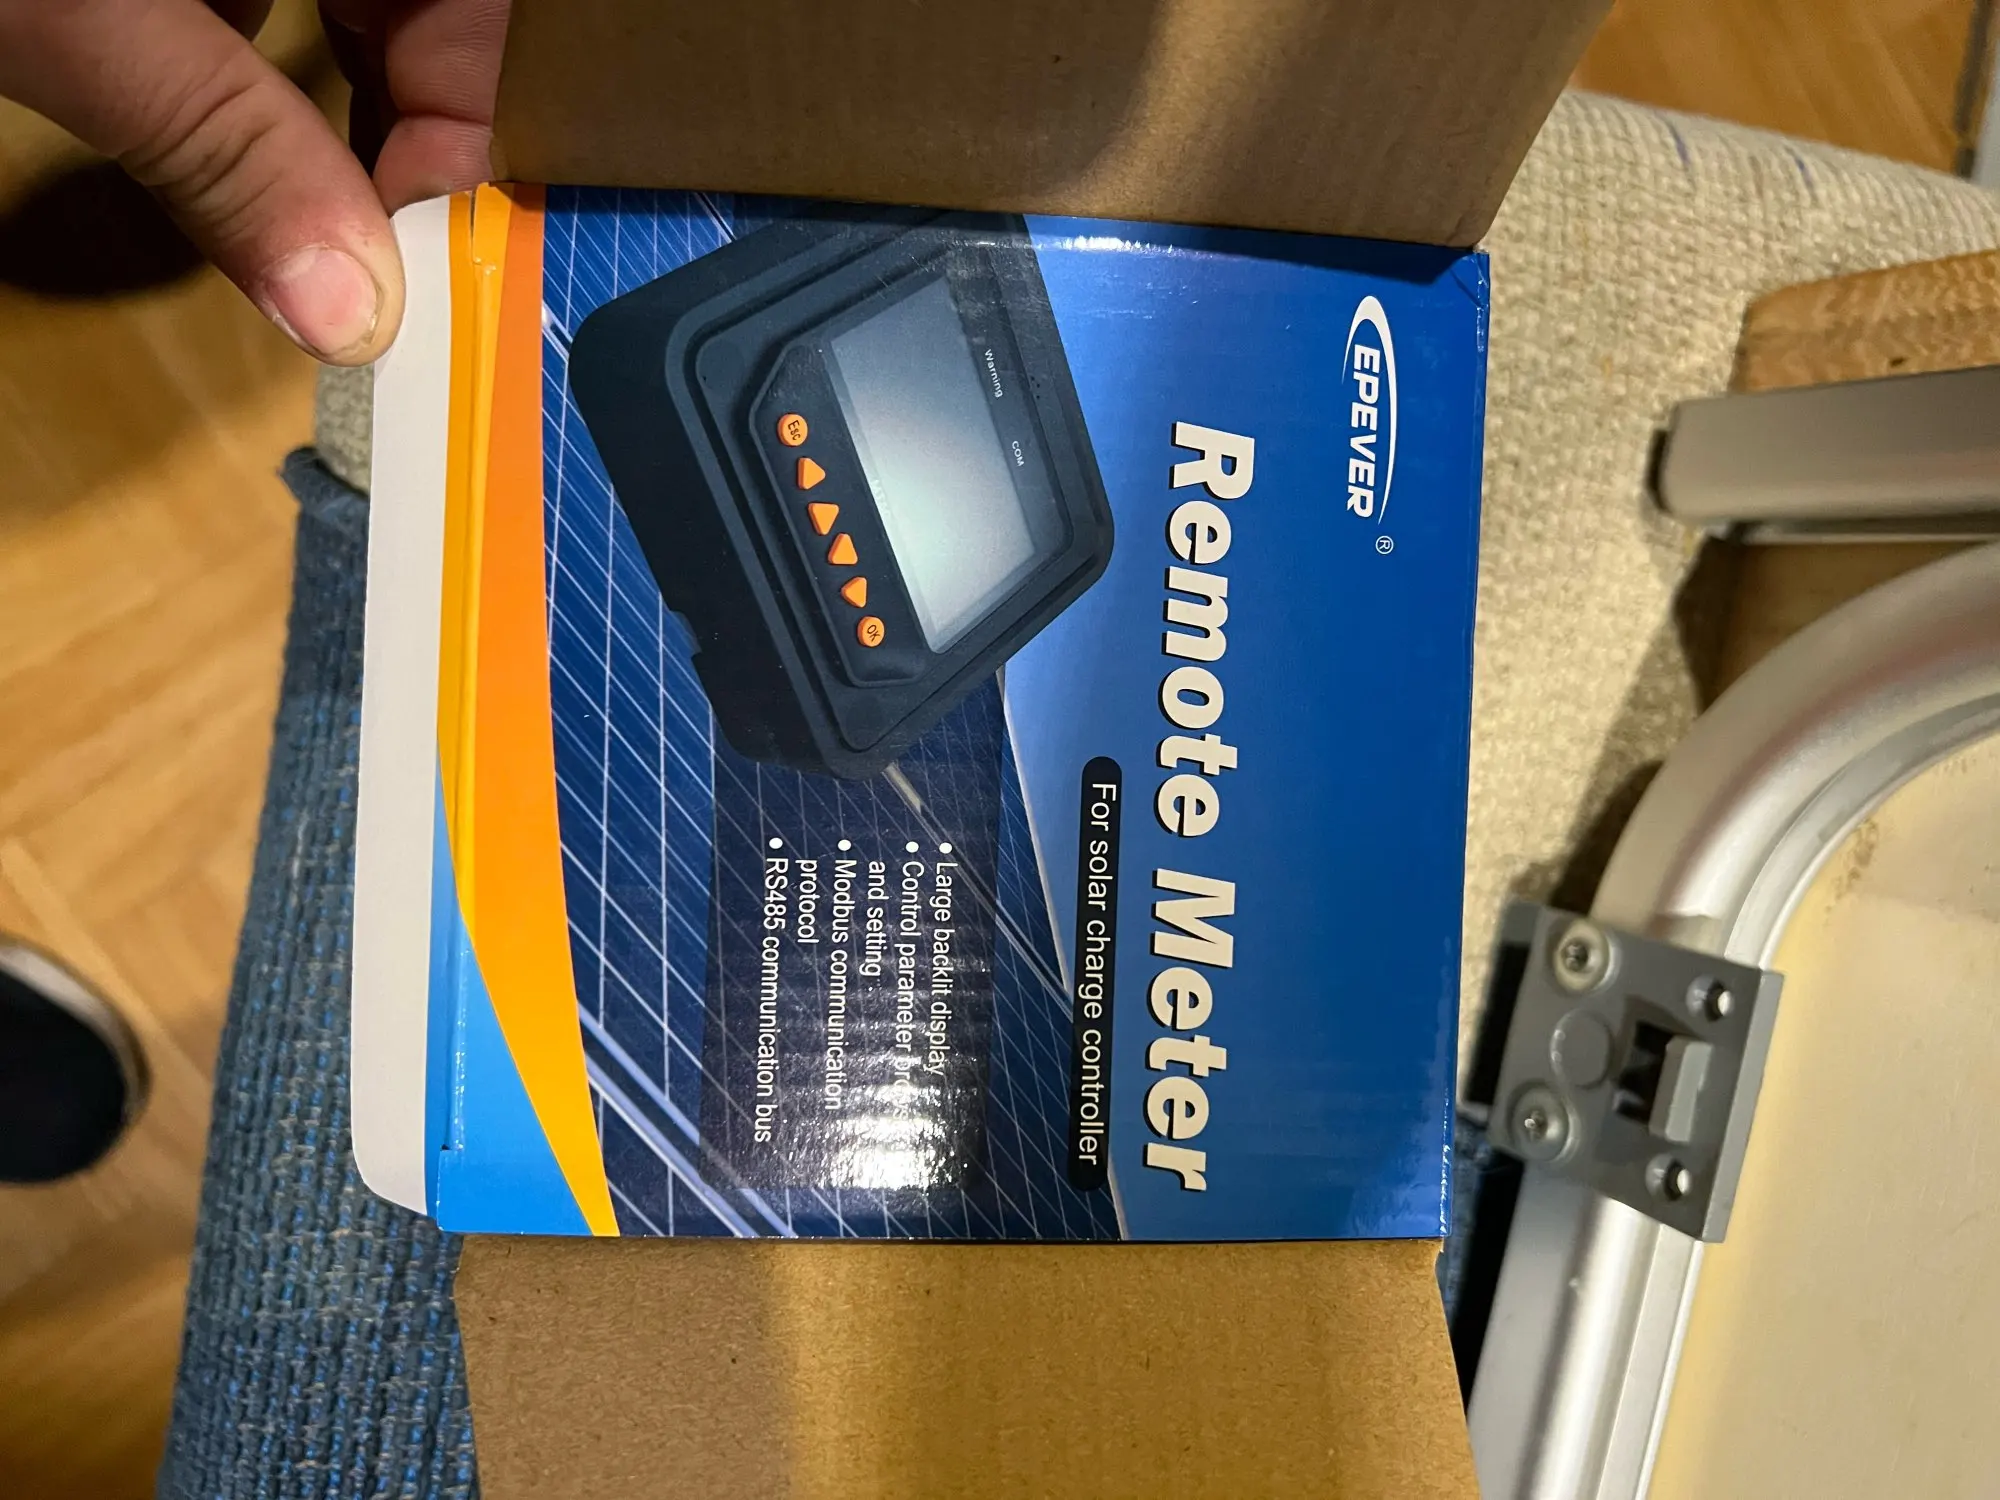 EPEVER ®
Remote Meter
For solar charge controller
Warning
COM
Esc
OK
• Large backlit display
• Control parameter
and setting
• Modbus communication
protocol
• RS485 communication bus